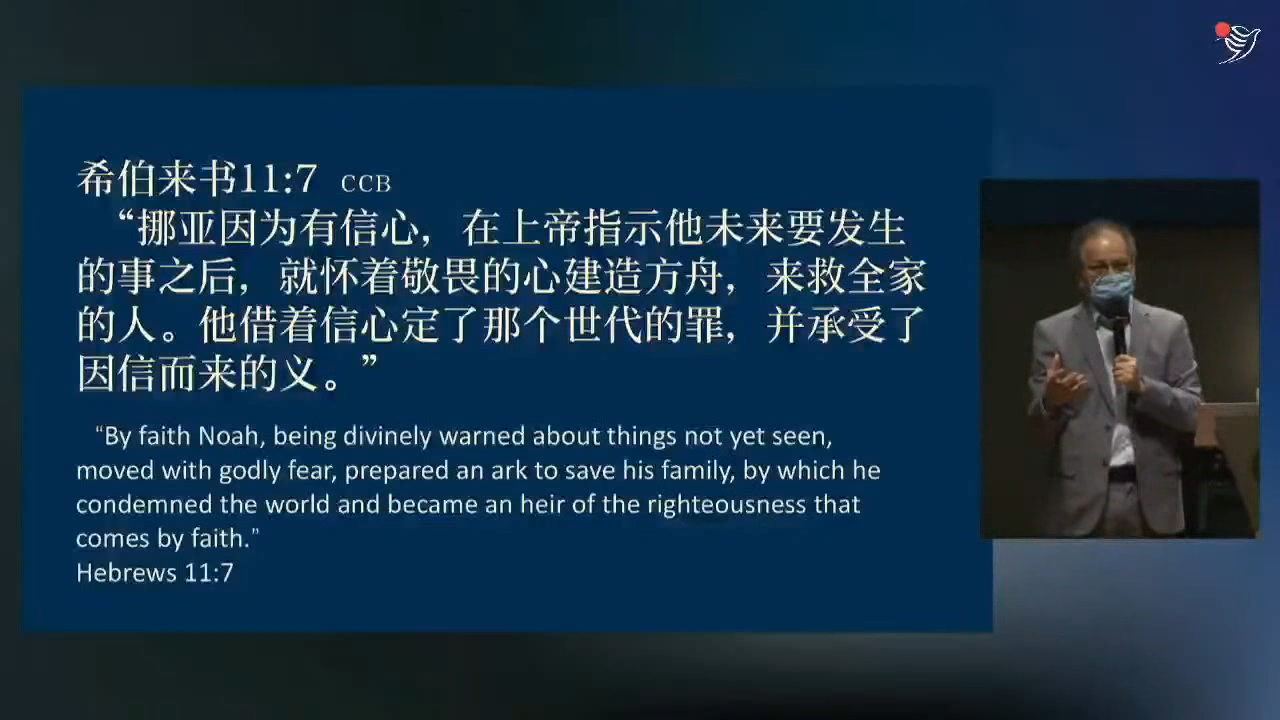 希伯来书11:7 CCB
“挪亚因为有信心，在上帝指示他未来要发生
的事之后，就怀着敬畏的心建造方舟，来救全家
的人。他借着信心定了那个世代的罪，并承受了
因信而来的义。”
“By faith Noah, being divinely warned about things not yet seen,
moved with godly fear, prepared an ark to save his family, by which he
condemned the world and became an heir of the righteousness that
comes by faith.”
Hebrews 11:7